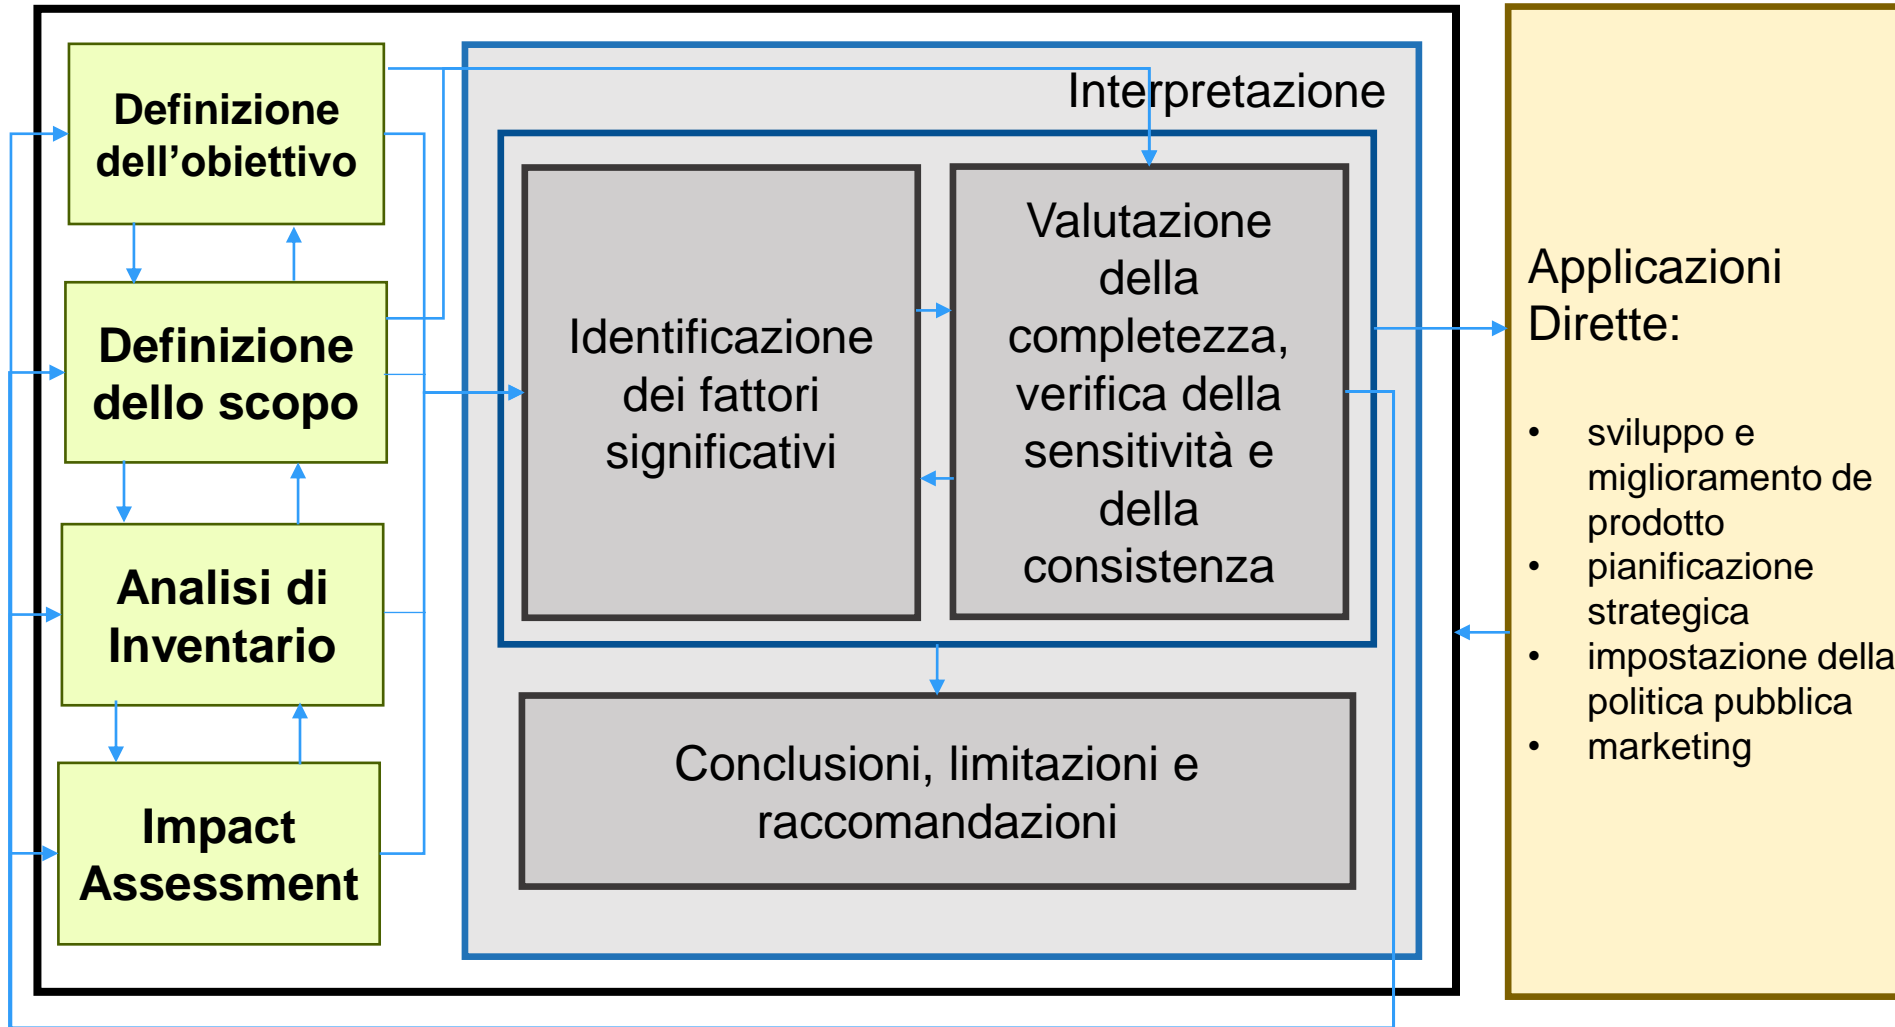 Definizione
dell’obiettivo
Definizione
dello scopo
Analisi di
Inventario
Impact
Assessment
Interpretazione
Identificazione
dei fattori
significativi
Valutazione
della
completezza,
verifica della
sensitività e
della
consistenza
Conclusioni, limitazioni e
raccomandazioni
Applicazioni
Dirette:
• sviluppo e
miglioramento de
prodotto
• pianificazione
strategica
• impostazione della
politica pubblica
• marketing